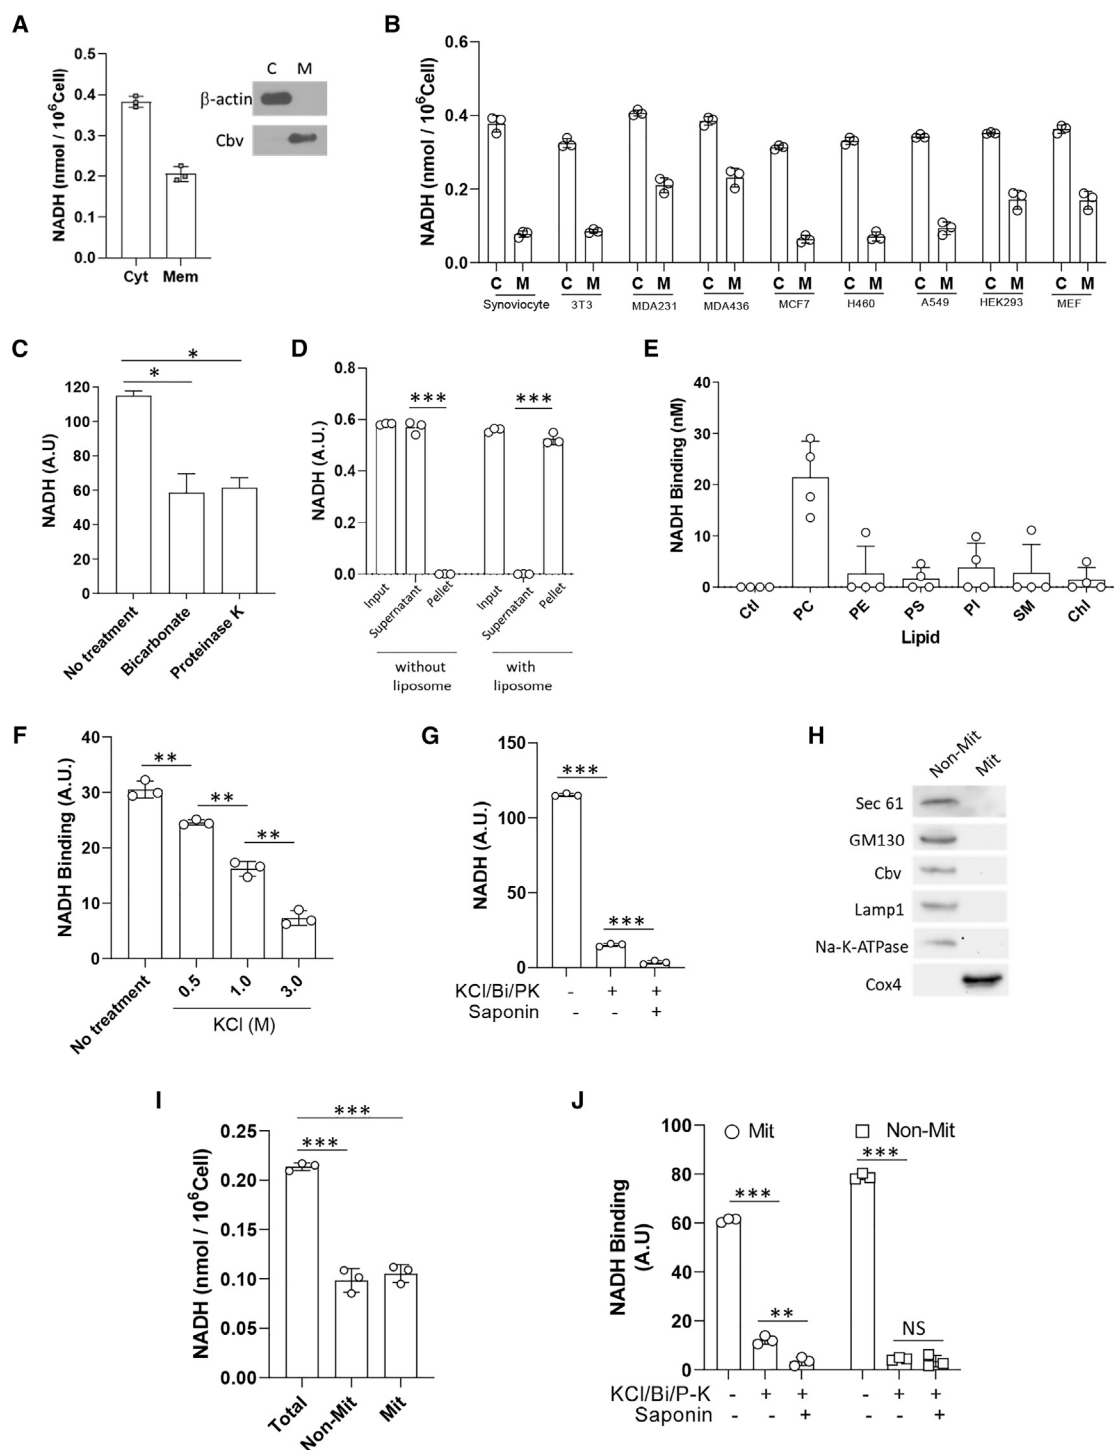 A
NADH (nmol / 10⁶Cell)
0.5
0.4
0.3
0.2
0.1
0.0
Cyt Mem
C M
β-actin
Cbv
B
NADH (nmol / 10⁶Cell)
0.6
0.4
0.2
0.0
C M C M C M C M C M C M C M C M C M
Synoviocyte 3T3 MDA231 MDA436 MCF7 H460 A549 HEK293 MEF
C
NADH (A.U)
120
100
80
60
40
20
0
* *
No treatment
Bicarbonate
Proteinase K
D
NADH (A.U.)
0.8
0.6
0.4
0.2
0.0
*** ***
Input
Supernatant
Pellet
Input
Supernatant
Pellet
without
liposome
with
liposome
E
NADH Binding (nM)
40
30
20
10
0
Ctl PC PE PS PI SM Chl
Lipid
F
NADH Binding (A.U.)
40
30
20
10
0
** ** **
No treatment
0.5 1.0 3.0
KCl (M)
G
NADH (A.U.)
150
100
50
0
*** ***
KCl/Bi/PK - + +
Saponin - - +
H
Non-Mit Mit
Sec 61
GM130
Cbv
Lamp1
Na-K-ATPase
Cox4
I
NADH (nmol / 10⁶Cell)
0.25
0.20
0.15
0.10
0.05
0.00
***
***
Total
Non-Mit
Mit
J
NADH Binding
(A.U)
100
80
60
40
20
0
Mit Non-Mit
*** ** *** NS
KCl/Bi/P-K - + + - + +
Saponin - - + - - +